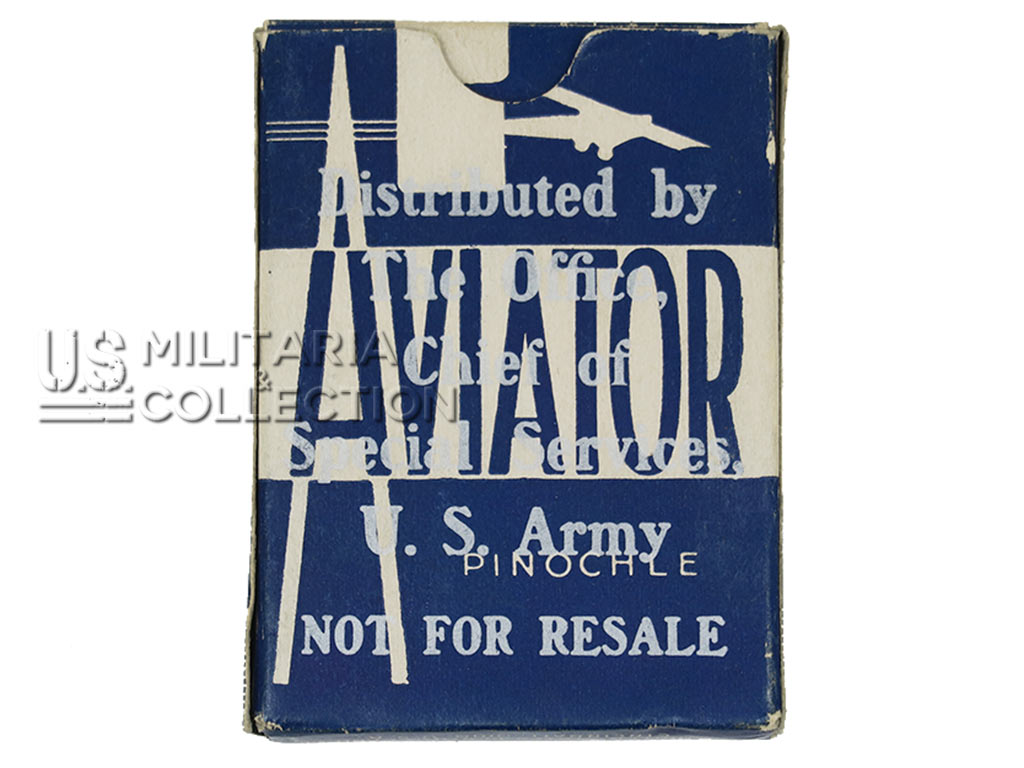 Distributed by
The Office,
AVIATOR
U.S. MILITARIA
& COLLECTION
Chief of
Special Services,
U. S. Army
PINOCHLE
NOT FOR RESALE